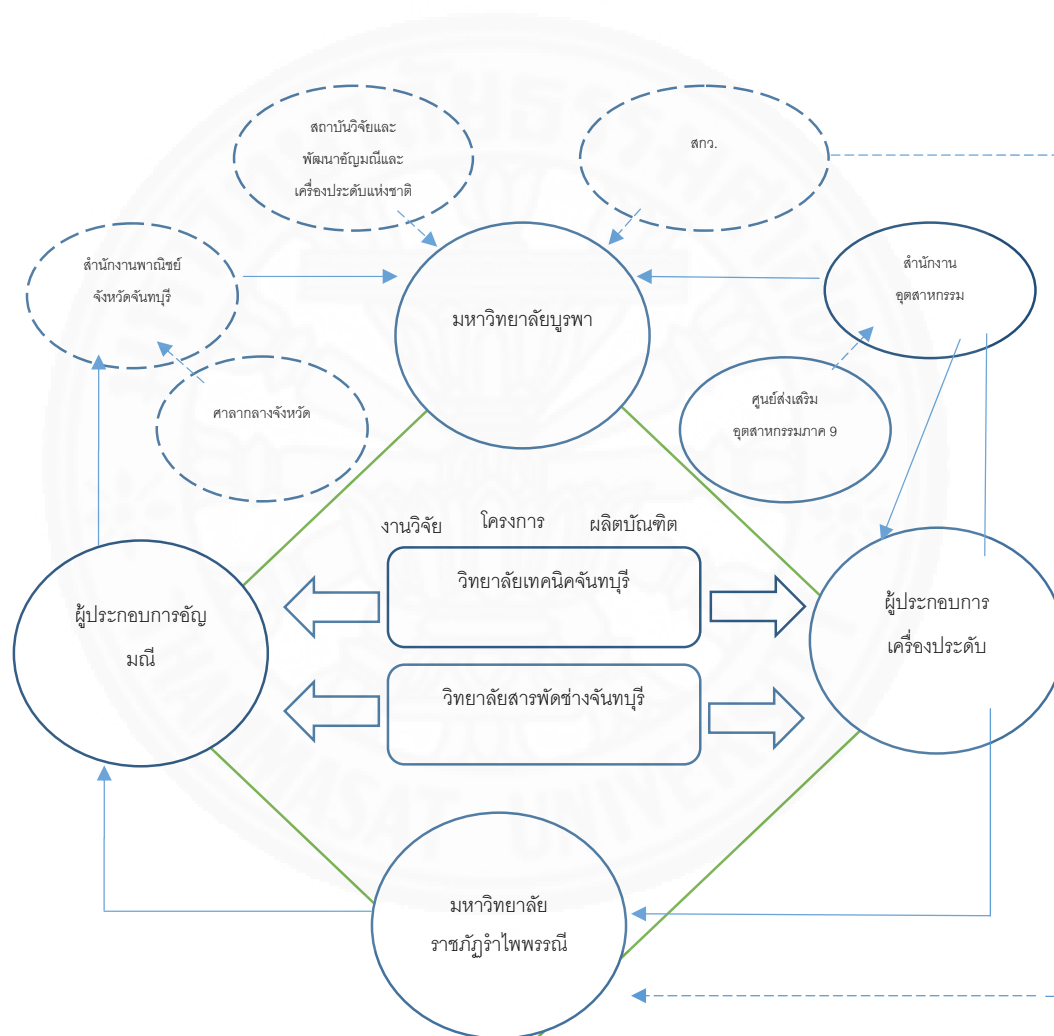 สถาบันวิจัยและ
พัฒนาอัญมณีและ
เครื่องประดับแห่งชาติ
สกว.
สำนักงานพาณิชย์
จังหวัดจันทบุรี
สำนักงาน
อุตสาหกรรม
มหาวิทยาลัยบูรพา
ศาลากลางจังหวัด
ศูนย์ส่งเสริม
อุตสาหกรรมภาค 9
งานวิจัย โครงการ ผลิตบัณฑิต
วิทยาลัยเทคนิคจันทบุรี
ผู้ประกอบการอัญ
มณี
ผู้ประกอบการ
เครื่องประดับ
วิทยาลัยสารพัดช่างจันทบุรี
มหาวิทยาลัย
ราชภัฏรำไพพรรณี